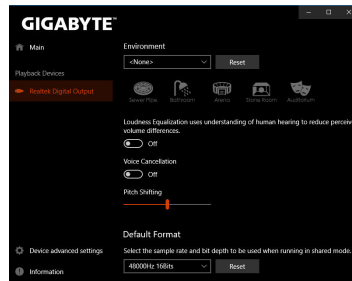 GIGABYTE™
Main
Playback Devices
Realtek Digital Output
Device advanced settings
Information
Environment
<None>
Reset
Sewer Pipe
Bathroom
Arena
Stone Room
Auditorium
Loudness Equalization uses understanding of human hearing to reduce perceive
volume differences.
Off
Voice Cancellation
Off
Pitch Shifting
Default Format
Select the sample rate and bit depth to be used when running in shared mode.
48000Hz 16Bits
Reset